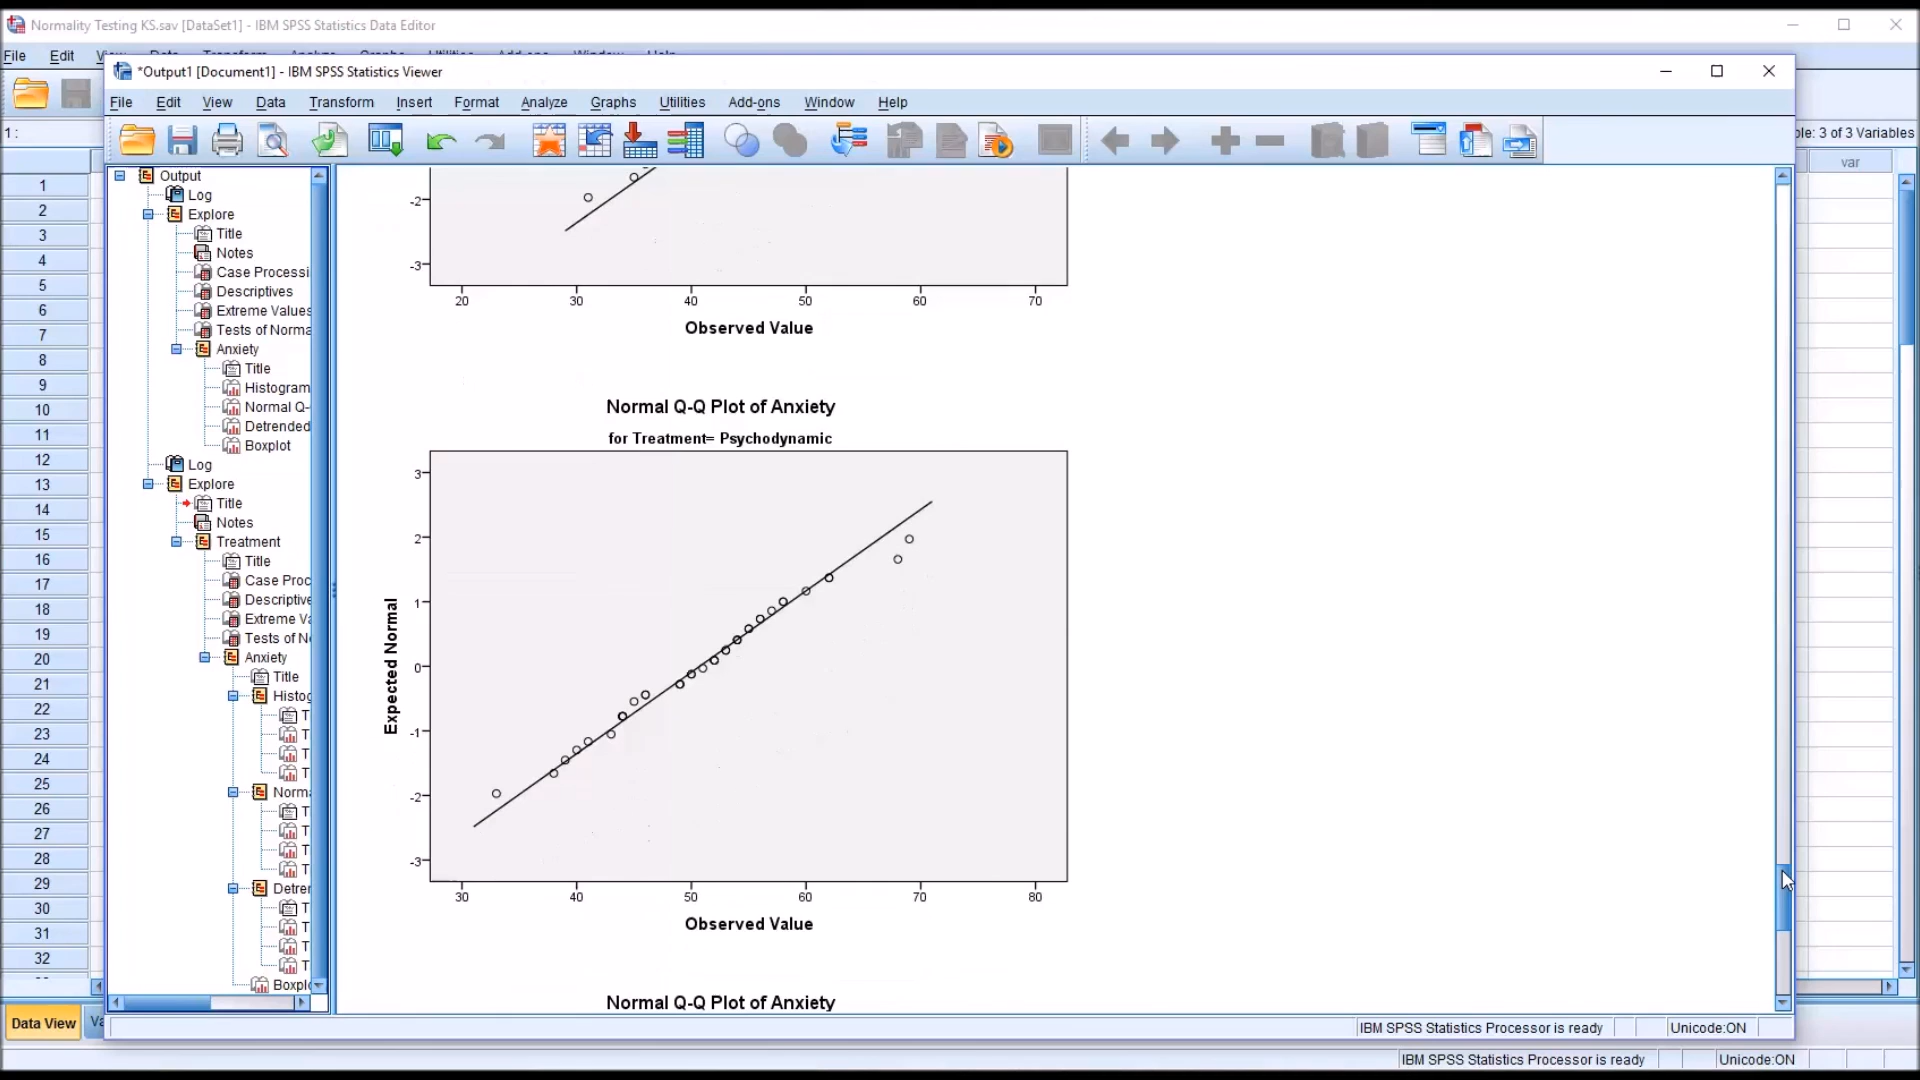 Normality Testing KS.sav [DataSet1] - IBM SPSS Statistics Data Editor
File Edit
*Output1 [Document1] - IBM SPSS Statistics Viewer
File Edit View Data Transform Insert Format Analyze Graphs Utilities Add-ons Window Help
1 :
ble: 3 of 3 Variables
var
1
2
3
4
5
6
7
8
9
10
11
12
13
14
15
16
17
18
19
20
21
22
23
24
25
26
27
28
29
30
31
32
Output
Log
Explore
Title
Notes
Case Processi
Descriptives
Extreme Values
Tests of Norma
Anxiety
Title
Histogram
Normal Q-
Detrended
Boxplot
Log
Explore
Title
Notes
Treatment
Title
Case Proc
Descriptive
Extreme Va
Tests of No
Anxiety
Title
Histog
T
T
T
T
Norma
T
T
T
T
Detren
T
T
T
T
Boxplo
-2
-3
20 30 40 50 60 70
Observed Value
Normal Q-Q Plot of Anxiety
for Treatment= Psychodynamic
3
2
1
0
-1
-2
-3
Expected Normal
30 40 50 60 70 80
Observed Value
Normal Q-Q Plot of Anxiety
Data View
IBM SPSS Statistics Processor is ready Unicode:ON
IBM SPSS Statistics Processor is ready Unicode:ON